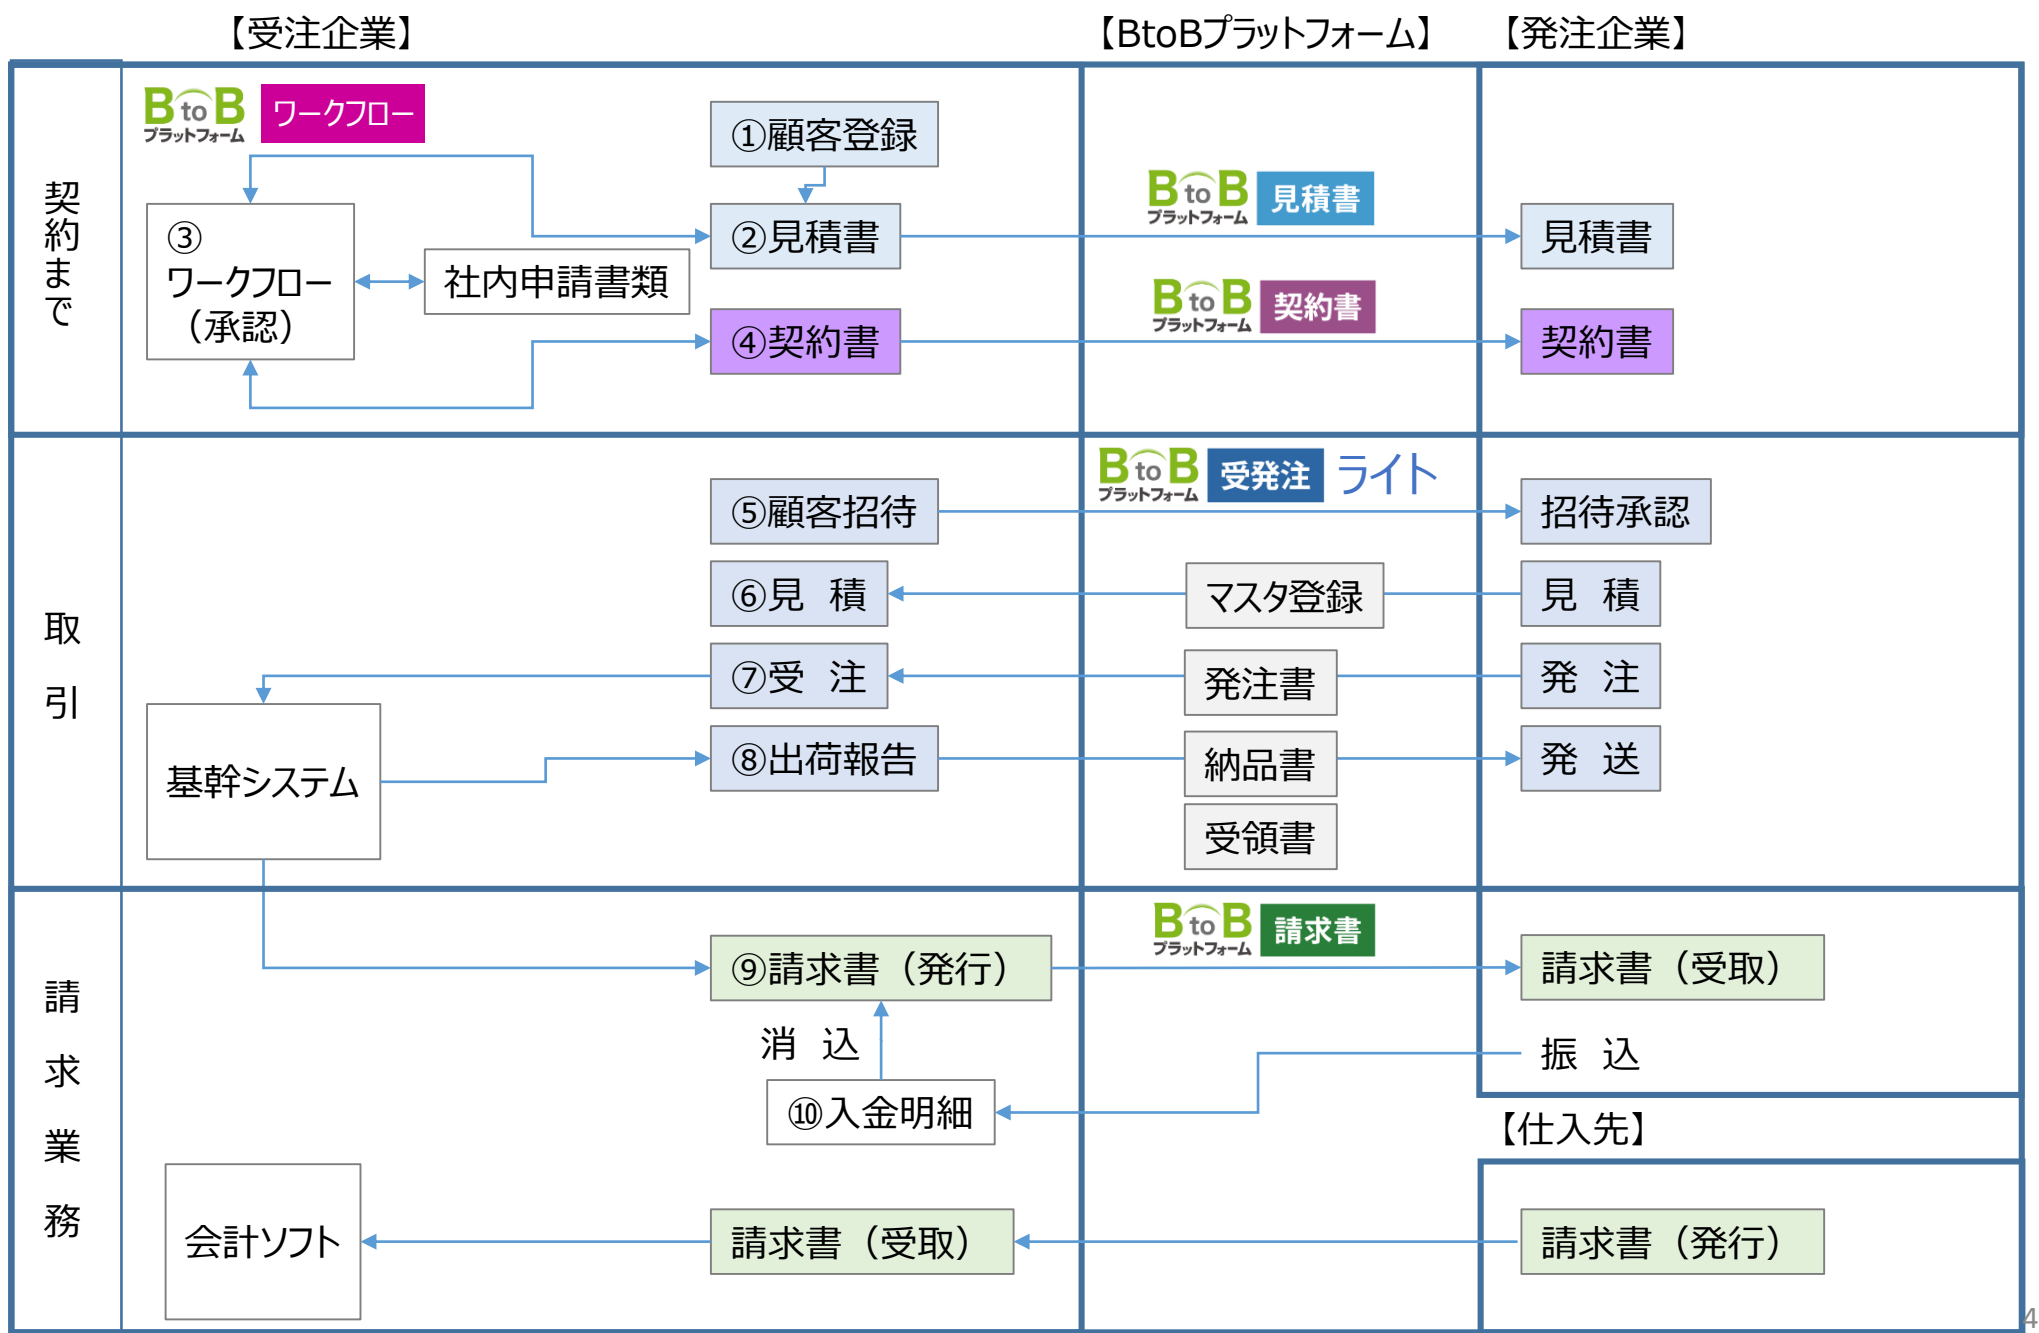 【受注企業】
【BtoBプラットフォーム】
【発注企業】
契約まで
BtoB
プラットフォーム
ワークフロー
①顧客登録
②見積書
BtoB
プラットフォーム
見積書
見積書
③
ワークフロー
（承認）
社内申請書類
④契約書
BtoB
プラットフォーム
契約書
契約書
取引
BtoB
プラットフォーム
受発注
ライト
⑤顧客招待
招待承認
⑥見　積
マスタ登録
見　積
⑦受　注
発注書
発　注
基幹システム
⑧出荷報告
納品書
発　送
受領書
請求業務
BtoB
プラットフォーム
請求書
⑨請求書（発行）
請求書（受取）
消　込
振　込
⑩入金明細
【仕入先】
会計ソフト
請求書（受取）
請求書（発行）
4